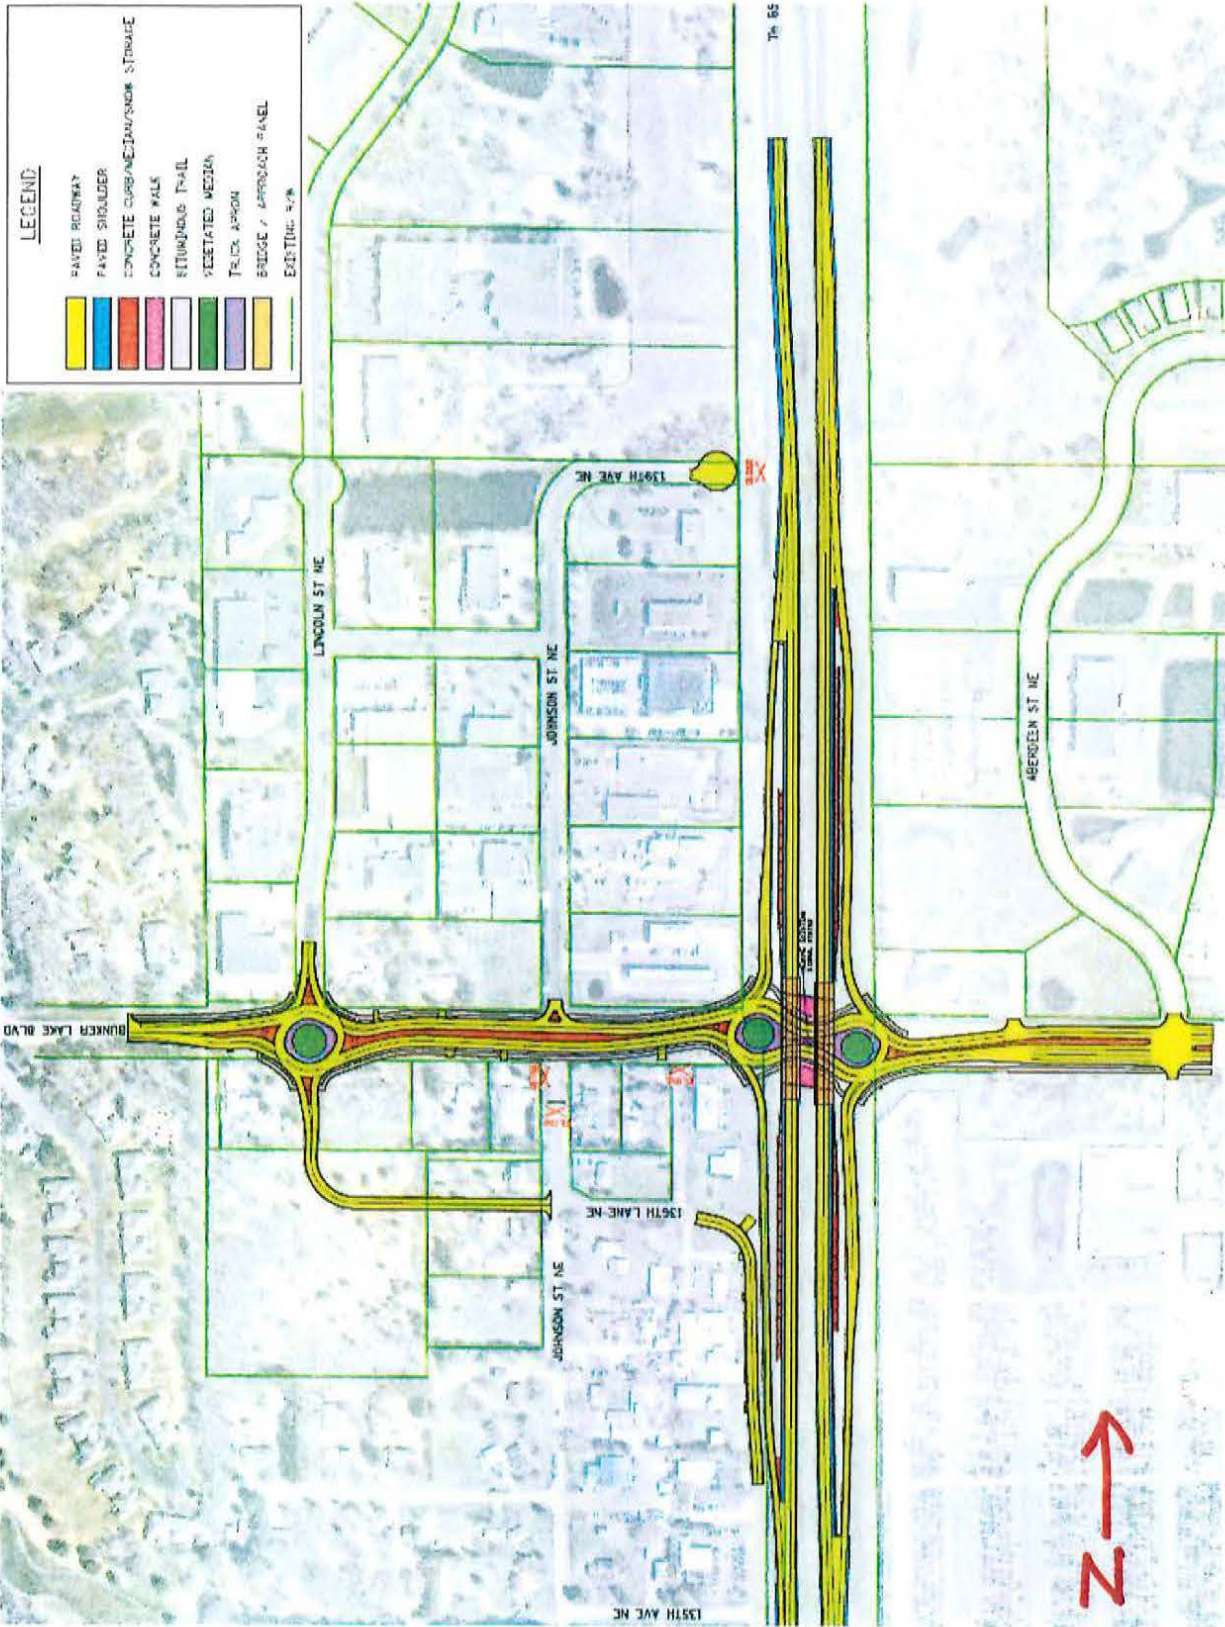 LEGEND
PAVED ROADWAY
PAVED SHOULDER
CONCRETE CURB/MEDIAN/SNOW STORAGE
CONCRETE WALK
BITUMINOUS TRAIL
VEGETATED MEDIAN
TRUCK APRON
BRIDGE / APPROACH PANEL
EXISTING R/W
TH 65
139TH AVE NE
LINCOLN ST NE
JOHNSON ST NE
ABERDEEN ST NE
BUNKER LAKE BLVD
136TH LANE NE
JOHNSON ST NE
135TH AVE NE
N